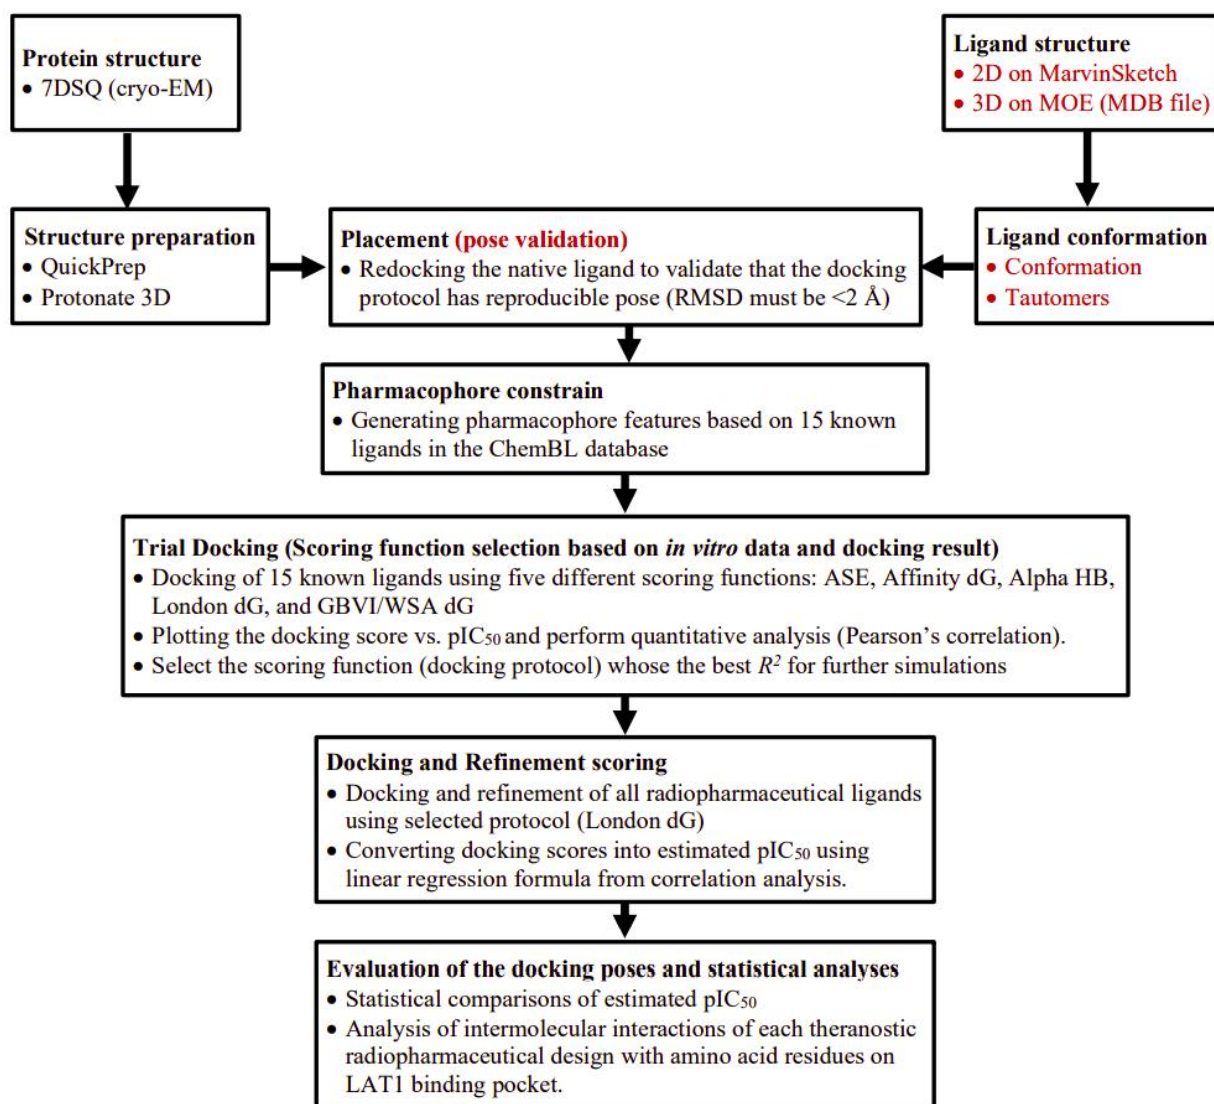 Protein structure
• 7DSQ (cryo-EM)
Ligand structure
• 2D on MarvinSketch
• 3D on MOE (MDB file)
Structure preparation
• QuickPrep
• Protonate 3D
Placement (pose validation)
• Redocking the native ligand to validate that the docking
protocol has reproducible pose (RMSD must be <2 Å)
Ligand conformation
• Conformation
• Tautomers
Pharmacophore constrain
• Generating pharmacophore features based on 15 known
ligands in the ChemBL database
Trial Docking (Scoring function selection based on in vitro data and docking result)
• Docking of 15 known ligands using five different scoring functions: ASE, Affinity dG, Alpha HB,
London dG, and GBVI/WSA dG
• Plotting the docking score vs. pIC₅₀ and perform quantitative analysis (Pearson’s correlation).
• Select the scoring function (docking protocol) whose the best R² for further simulations
Docking and Refinement scoring
• Docking and refinement of all radiopharmaceutical ligands
using selected protocol (London dG)
• Converting docking scores into estimated pIC₅₀ using
linear regression formula from correlation analysis.
Evaluation of the docking poses and statistical analyses
• Statistical comparisons of estimated pIC₅₀
• Analysis of intermolecular interactions of each theranostic
radiopharmaceutical design with amino acid residues on
LAT1 binding pocket.